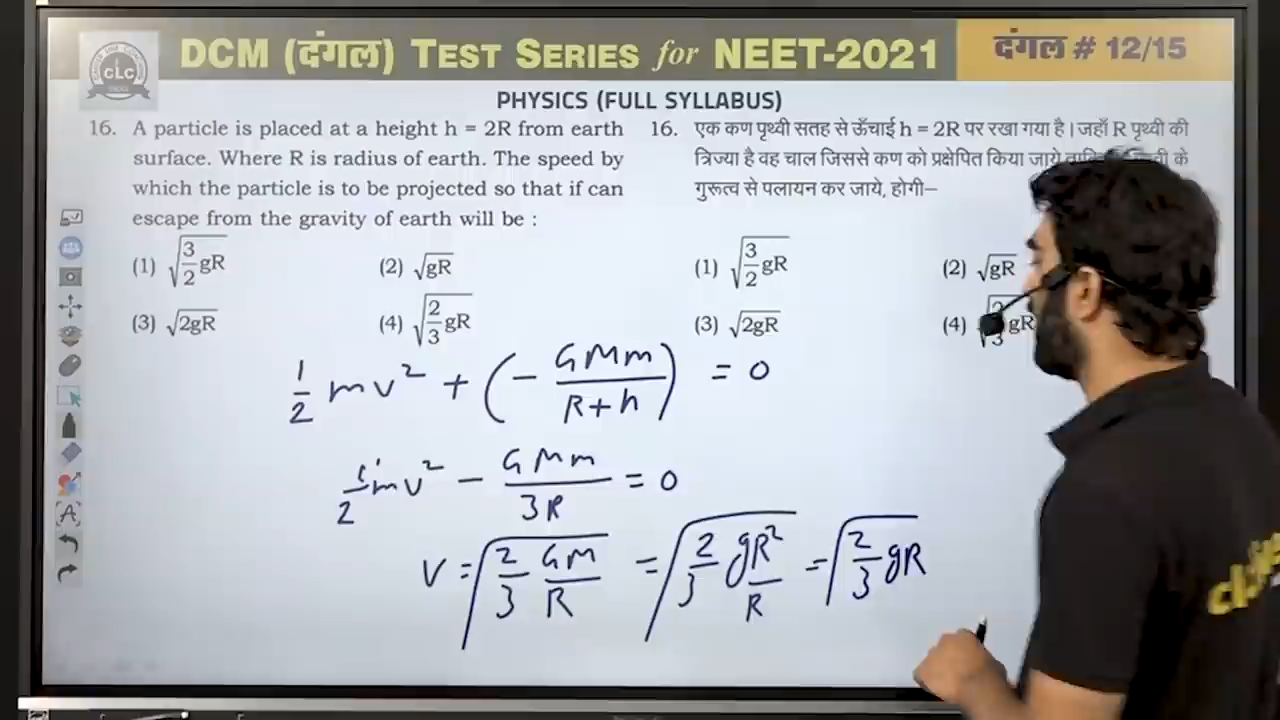 DCM (दंगल) TEST SERIES for NEET-2021
दंगल # 12/15
CLC
PHYSICS (FULL SYLLABUS)
16. A particle is placed at a height h = 2R from earth
surface. Where R is radius of earth. The speed by
which the particle is to be projected so that if can
escape from the gravity of earth will be :
(1) √(3/2 gR) (2) √gR
(3) √2gR (4) √(2/3 gR)
16. एक कण पृथ्वी सतह से ऊँचाई h = 2R पर रखा गया है। जहाँ R पृथ्वी की
त्रिज्या है वह चाल जिससे कण को प्रक्षेपित किया जाये के
गुरूत्व से पलायन कर जाये, होगी–
(1) √(3/2 gR) (2) √gR
(3) √2gR (4) √(2/3 gR)
1/2 mv² + (- GMm/(R+h)) = 0
1/2 mv² - GMm/3R = 0
V = √(2/3 GM/R) = √(2/3 gR²/R) = √(2/3 gR)